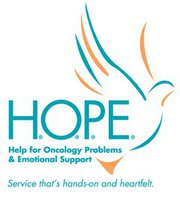 H.O.P.E.
Help for Oncology Problems
& Emotional Support
Service that's hands-on and heartfelt.